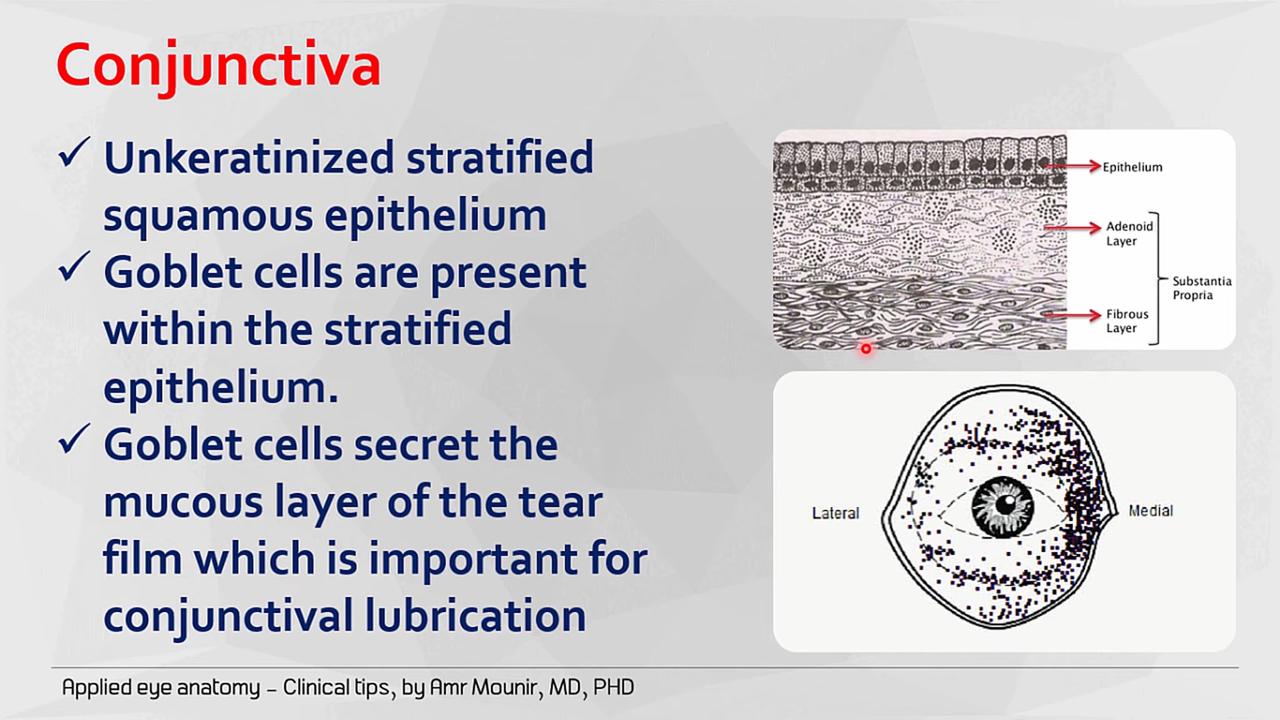 Conjunctiva
✓ Unkeratinized stratified
squamous epithelium
✓ Goblet cells are present
within the stratified
epithelium.
✓ Goblet cells secret the
mucous layer of the tear
film which is important for
conjunctival lubrication
Epithelium
Adenoid
Layer
Substantia
Propria
Fibrous
Layer
Lateral
Medial
Applied eye anatomy – Clinical tips, by Amr Mounir, MD, PHD